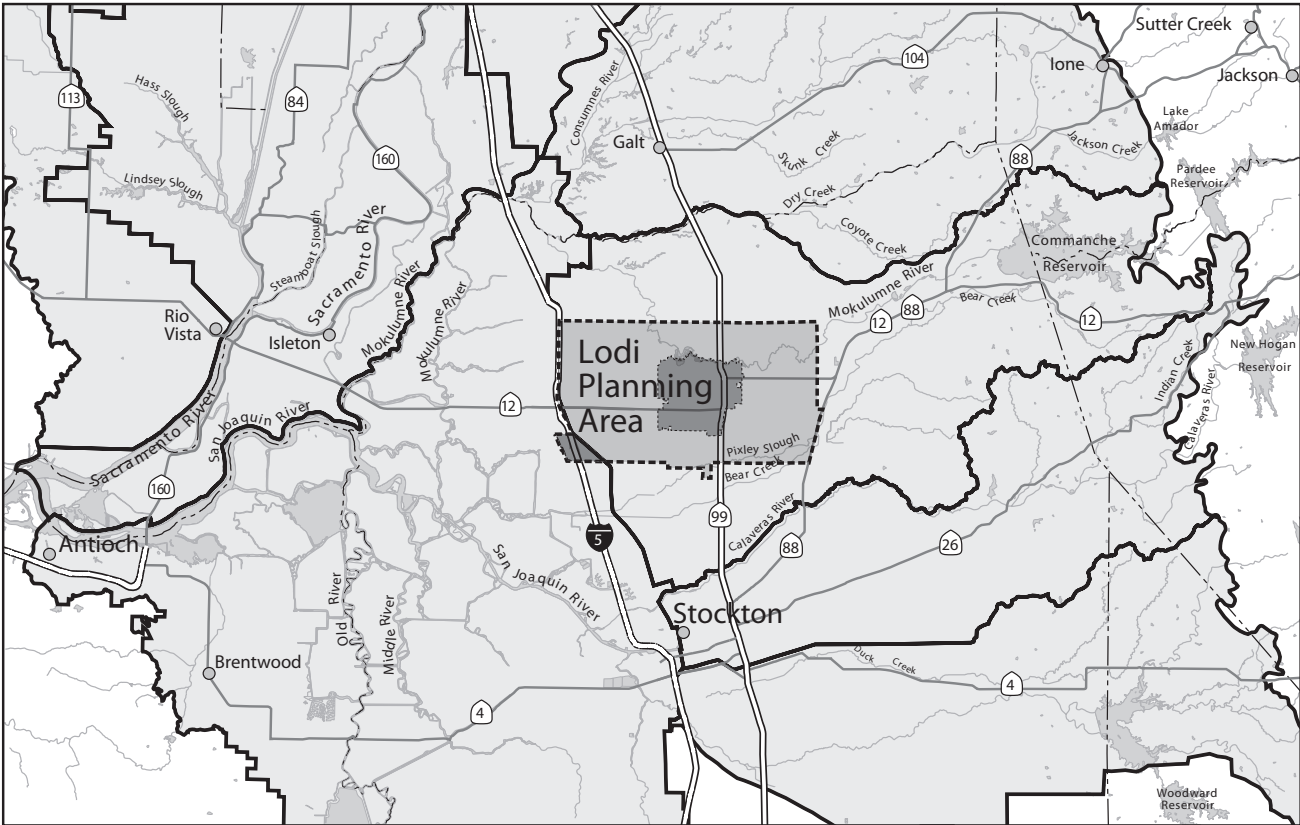 Sutter Creek
104
Ione
Jackson
Hass Slough
113
84
Consumnes River
Lake
Amador
Galt
Skunk Creek
Jackson Creek
160
88
Pardee
Reservoir
Lindsey Slough
Dry Creek
Steamboat Slough
Sacramento River
Coyote Creek
Commanche
Reservoir
Mokulumne River
Mokulumne River
Mokulumne River
Bear Creek
Rio
Vista
Isleton
12
88
12
New Hogan
Reservoir
Lodi
Planning
Area
Indian Creek
Calaveras River
12
Sacramento River
San Joaquin River
Pixley Slough
Bear Creek
160
Calaveras River
99
Antioch
5
88
26
San Joaquin River
Old River
Middle River
Stockton
Brentwood
Duck Creek
4
4
Woodward
Reservoir